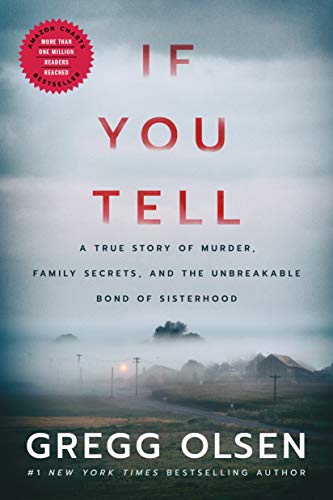 AMAZON CHARTS
MORE THAN
ONE MILLION
READERS
REACHED
BESTSELLER
IF
YOU
TELL
A TRUE STORY OF MURDER,
FAMILY SECRETS, AND THE UNBREAKABLE
BOND OF SISTERHOOD
GREGG OLSEN
#1 NEW YORK TIMES BESTSELLING AUTHOR